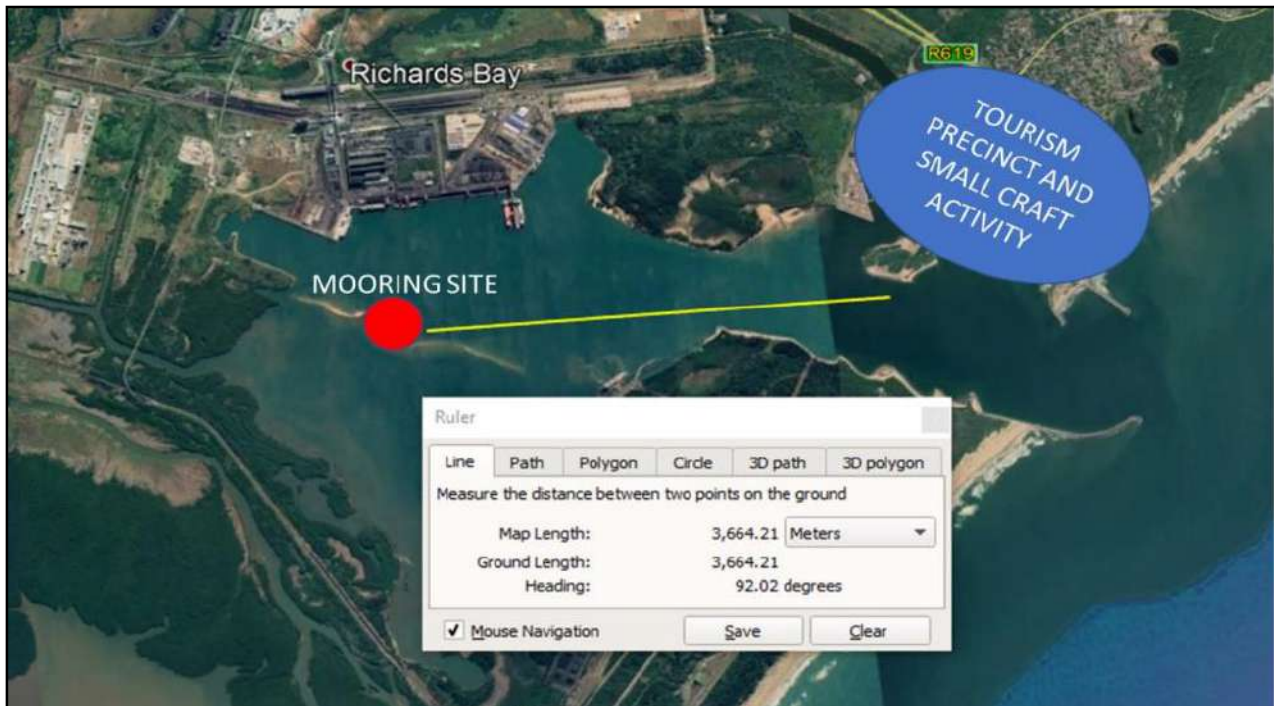 R619
Richards Bay
TOURISM
PRECINCT AND
SMALL CRAFT
ACTIVITY
MOORING SITE
Ruler
Line Path Polygon Circle 3D path 3D polygon
Measure the distance between two points on the ground
Map Length: 3,664.21 Meters
Ground Length: 3,664.21
Heading: 92.02 degrees
Mouse Navigation Save Clear